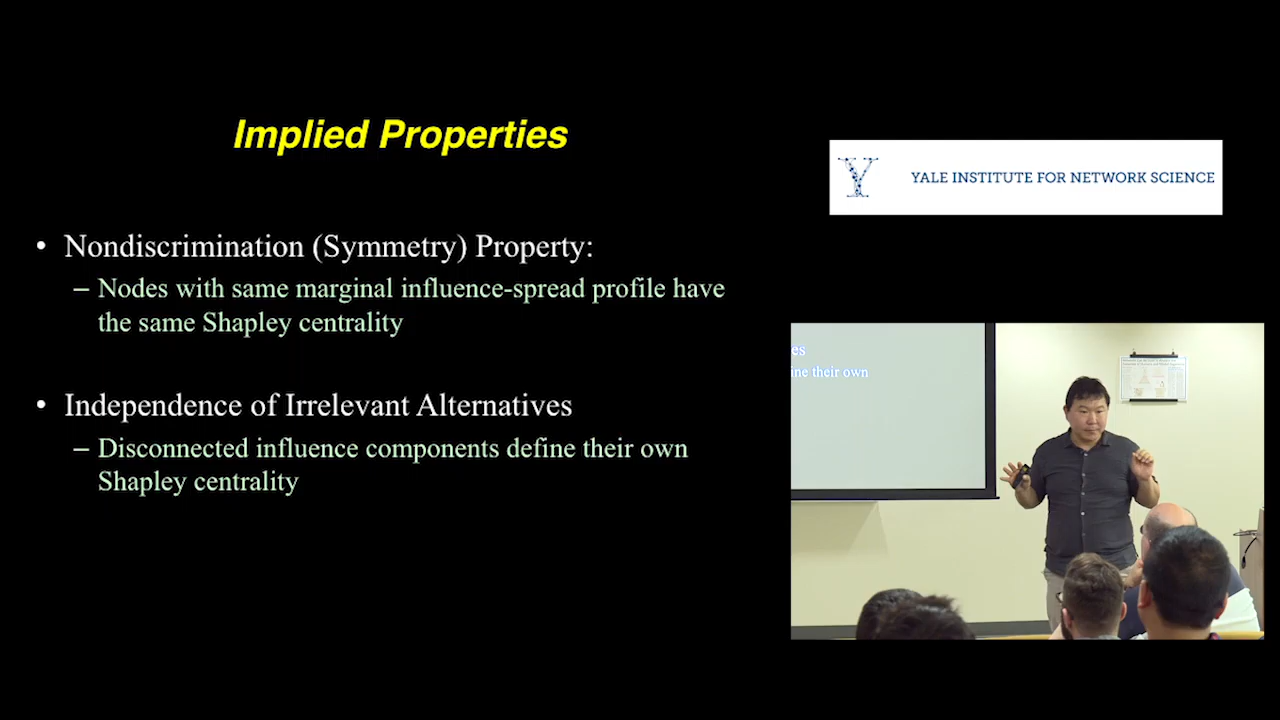 Implied Properties
• Nondiscrimination (Symmetry) Property:
– Nodes with same marginal influence-spread profile have
the same Shapley centrality
• Independence of Irrelevant Alternatives
– Disconnected influence components define their own
Shapley centrality
YALE INSTITUTE FOR NETWORK SCIENCE
es
ine their own